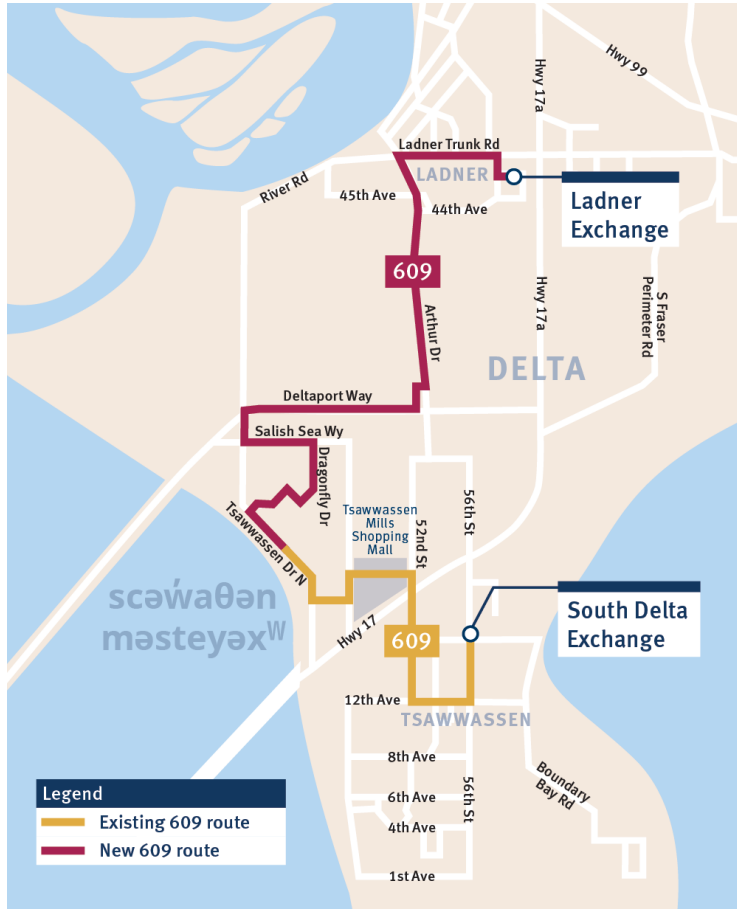 Hwy 99
Hwy 17a
Ladner Trunk Rd
LADNER
River Rd
45th Ave
44th Ave
Ladner
Exchange
609
Hwy 17a
S Fraser
Perimeter Rd
Arthur Dr
DELTA
Deltaport Way
Salish Sea Wy
Dragonfly Dr
Tsawwassen
Mills
Shopping
Mall
56th St
52nd St
Tsawwassen Dr N
scəw̓aθən
məsteyəxᵂ
Hwy 17
609
South Delta
Exchange
12th Ave
TSAWWASSEN
8th Ave
6th Ave
4th Ave
1st Ave
56th St
Boundary
Bay Rd
Legend
Existing 609 route
New 609 route